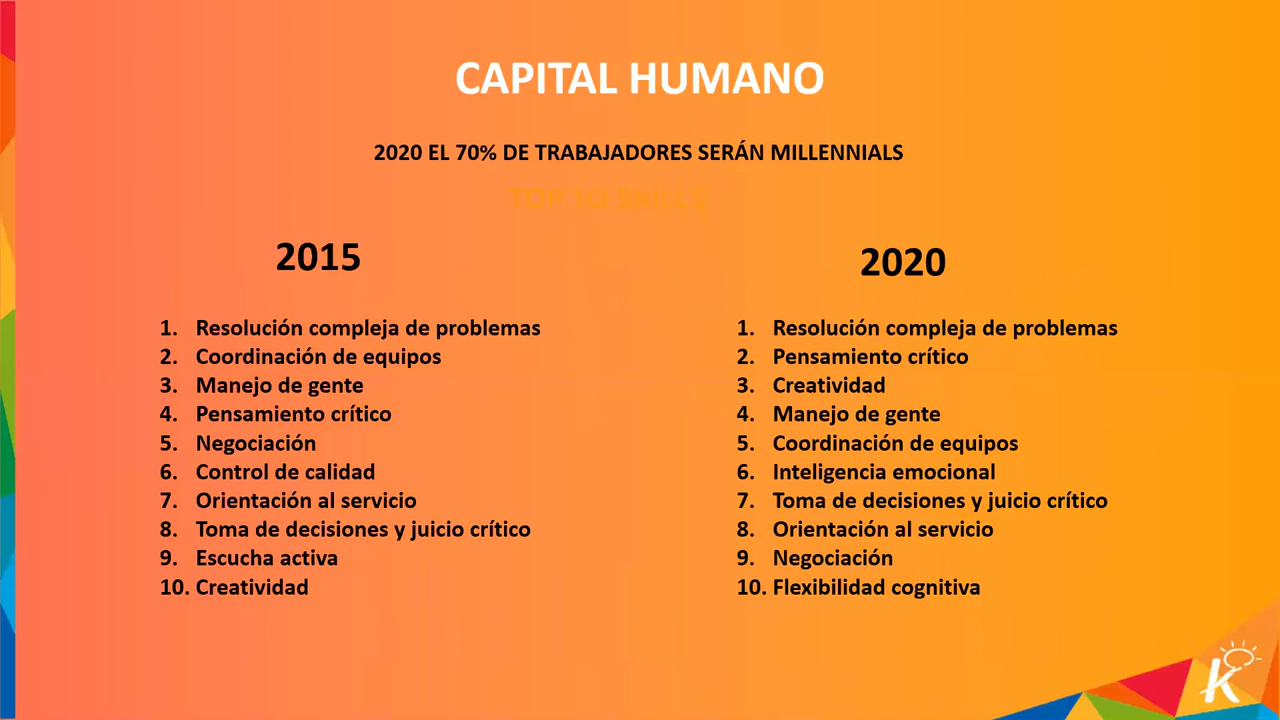 CAPITAL HUMANO
2020 EL 70% DE TRABAJADORES SERÁN MILLENNIALS
TOP 10 SKILLS
2015
1. Resolución compleja de problemas
2. Coordinación de equipos
3. Manejo de gente
4. Pensamiento crítico
5. Negociación
6. Control de calidad
7. Orientación al servicio
8. Toma de decisiones y juicio crítico
9. Escucha activa
10. Creatividad
2020
1. Resolución compleja de problemas
2. Pensamiento crítico
3. Creatividad
4. Manejo de gente
5. Coordinación de equipos
6. Inteligencia emocional
7. Toma de decisiones y juicio crítico
8. Orientación al servicio
9. Negociación
10. Flexibilidad cognitiva
K